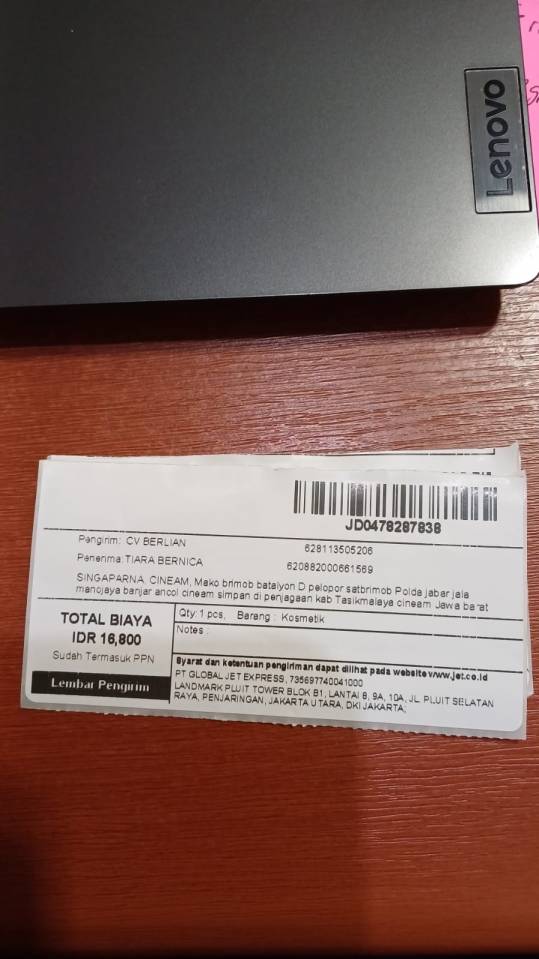 Lenovo
JD0478287838
Pengirim: CV BERLIAN 628113505206
Penerima: TIARA BERNICA 620882000661569
SINGAPARNA, CINEAM, Mako brimob batalyon D pelopor satbrimob Polda jabar jala
manojaya banjar ancol cineam simpan di penjagaan kab Tasikmalaya cineam Jawa barat
TOTAL BIAYA
IDR 16,800
Sudah Termasuk PPN
Lembar Pengirim
Qty: 1 pcs, Barang : Kosmetik
Notes :
Syarat dan ketentuan pengiriman dapat dilihat pada website www.jet.co.id
PT GLOBAL JET EXPRESS, 735697740041000
LANDMARK PLUIT TOWER BLOK B1, LANTAI 8, 9A, 10A, JL. PLUIT SELATAN
RAYA, PENJARINGAN, JAKARTA UTARA, DKI JAKARTA;